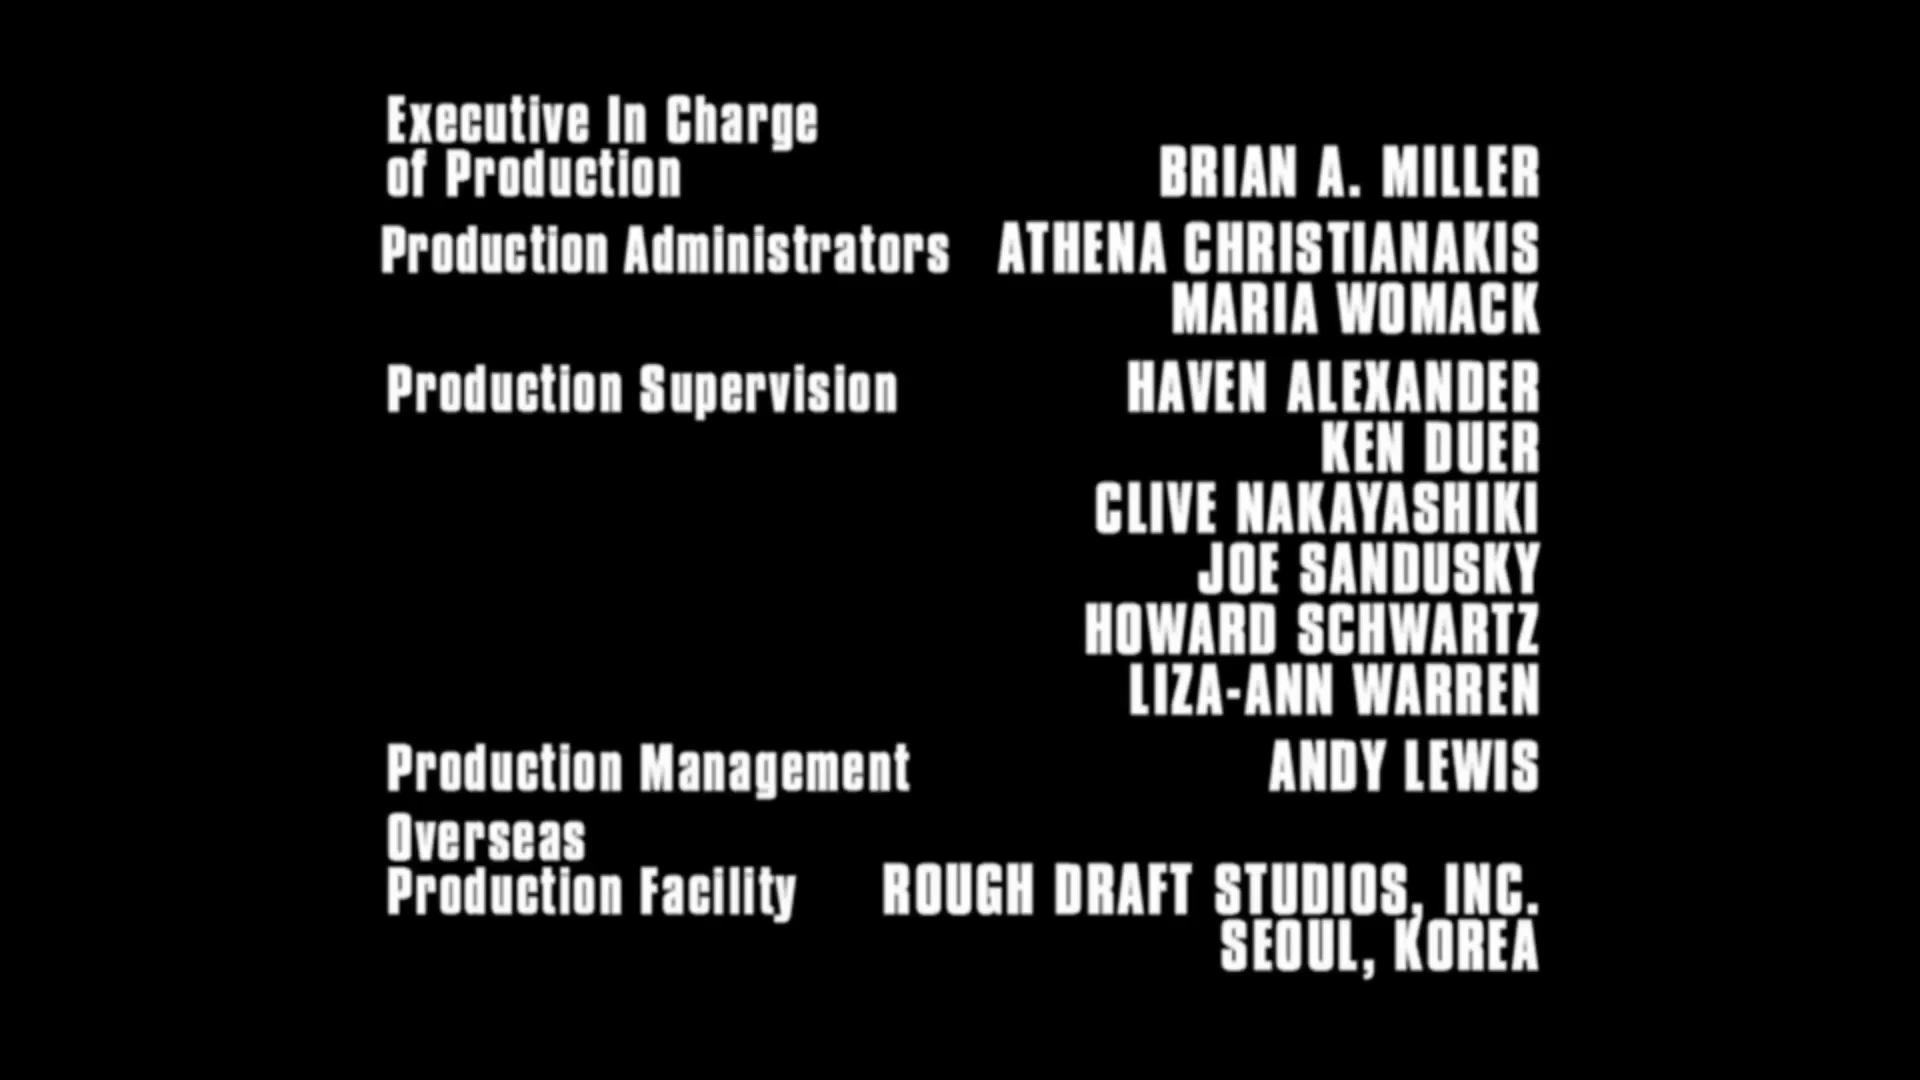 Executive In Charge
of Production BRIAN A. MILLER
Production Administrators ATHENA CHRISTIANAKIS
MARIA WOMACK
Production Supervision HAVEN ALEXANDER
KEN DUER
CLIVE NAKAYASHIKI
JOE SANDUSKY
HOWARD SCHWARTZ
LIZA-ANN WARREN
Production Management ANDY LEWIS
Overseas
Production Facility ROUGH DRAFT STUDIOS, INC.
SEOUL, KOREA